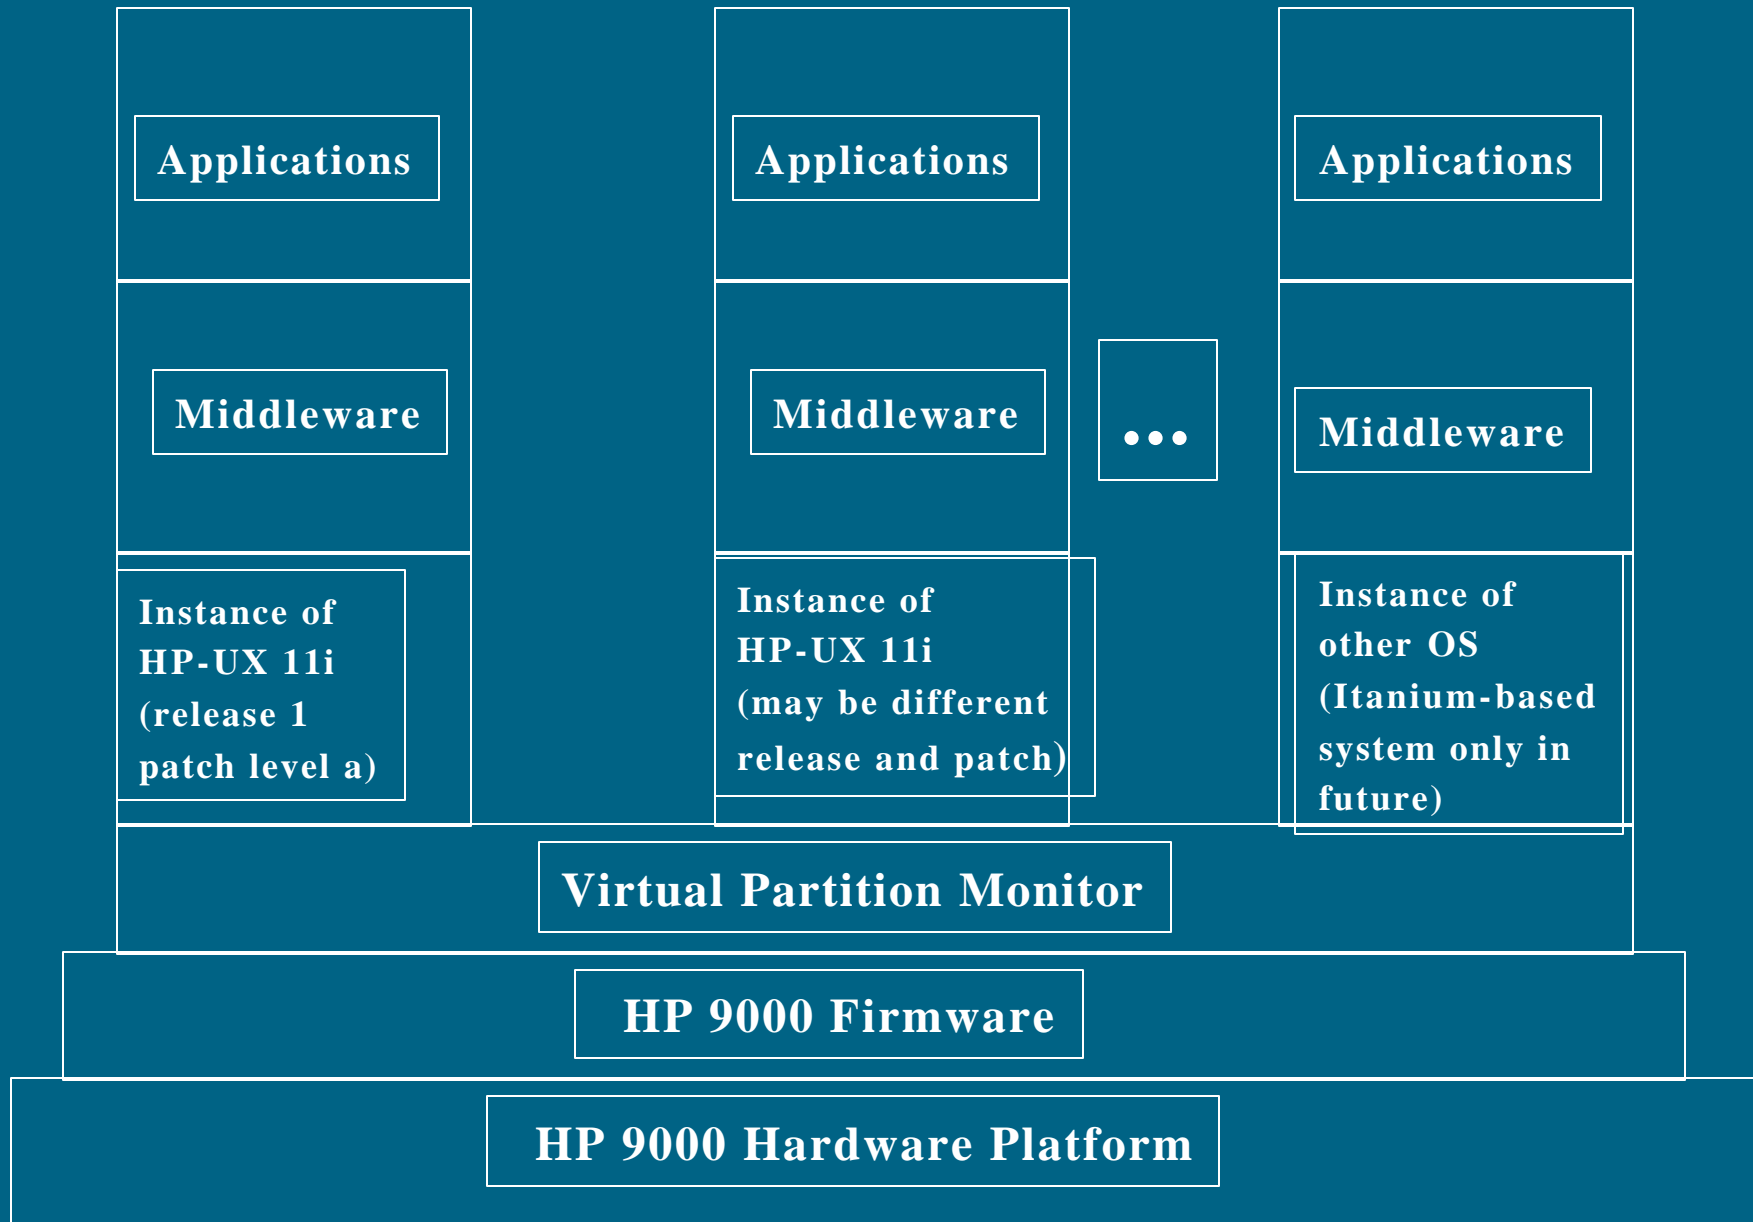 Applications
Applications
Applications
Middleware
Middleware
...
Middleware
Instance of
HP-UX 11i
(release 1
patch level a)
Instance of
HP-UX 11i
(may be different
release and patch)
Instance of
other OS
(Itanium-based
system only in
future)
Virtual Partition Monitor
HP 9000 Firmware
HP 9000 Hardware Platform